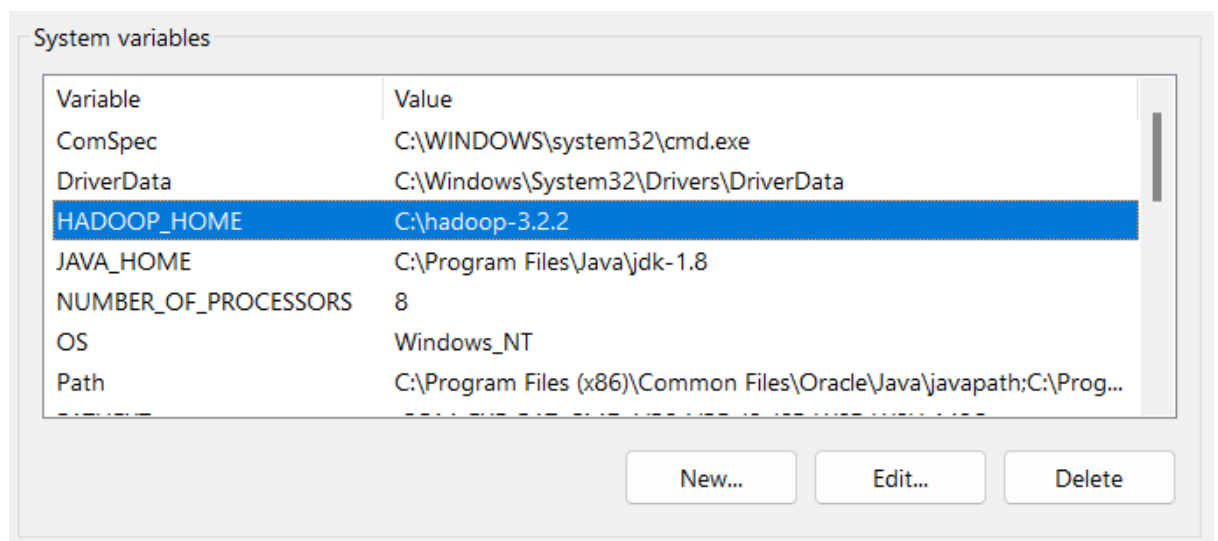 System variables
Variable Value
ComSpec C:\WINDOWS\system32\cmd.exe
DriverData C:\Windows\System32\Drivers\DriverData
HADOOP_HOME C:\hadoop-3.2.2
JAVA_HOME C:\Program Files\Java\jdk-1.8
NUMBER_OF_PROCESSORS 8
OS Windows_NT
Path C:\Program Files (x86)\Common Files\Oracle\Java\javapath;C:\Prog...
New... Edit... Delete